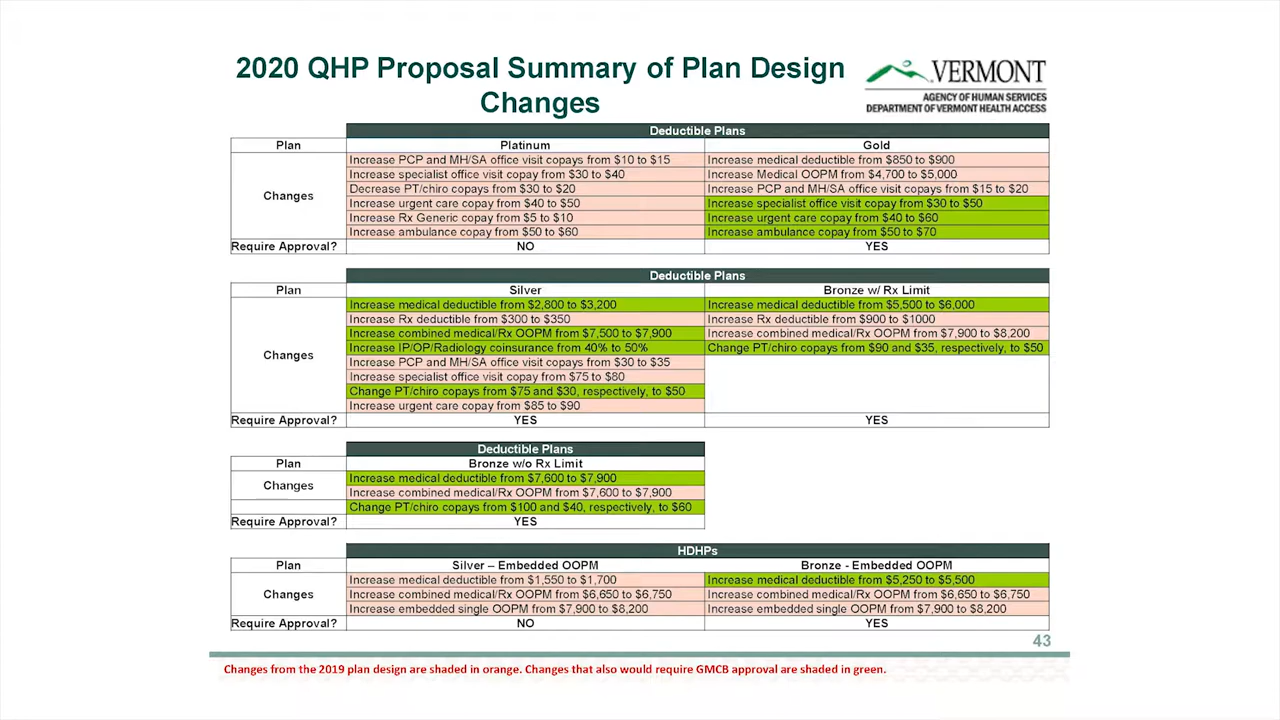 2020 QHP Proposal Summary of Plan Design
Changes
VERMONT
AGENCY OF HUMAN SERVICES
DEPARTMENT OF VERMONT HEALTH ACCESS
Deductible Plans
Plan Platinum Gold
Changes
Increase PCP and MH/SA office visit copays from $10 to $15 Increase medical deductible from $850 to $900
Increase specialist office visit copay from $30 to $40 Increase Medical OOPM from $4,700 to $5,000
Decrease PT/chiro copays from $30 to $20 Increase PCP and MH/SA office visit copays from $15 to $20
Increase urgent care copay from $40 to $50 Increase specialist office visit copay from $30 to $50
Increase Rx Generic copay from $5 to $10 Increase urgent care copay from $40 to $60
Increase ambulance copay from $50 to $60 Increase ambulance copay from $50 to $70
Require Approval? NO YES
Deductible Plans
Plan Silver Bronze w/ Rx Limit
Changes
Increase medical deductible from $2,800 to $3,200 Increase medical deductible from $5,500 to $6,000
Increase Rx deductible from $300 to $350 Increase Rx deductible from $900 to $1000
Increase combined medical/Rx OOPM from $7,500 to $7,900 Increase combined medical/Rx OOPM from $7,900 to $8,200
Increase IP/OP/Radiology coinsurance from 40% to 50% Change PT/chiro copays from $90 and $35, respectively, to $50
Increase PCP and MH/SA office visit copays from $30 to $35
Increase specialist office visit copay from $75 to $80
Change PT/chiro copays from $75 and $30, respectively, to $50
Increase urgent care copay from $85 to $90
Require Approval? YES YES
Deductible Plans
Plan Bronze w/o Rx Limit
Changes
Increase medical deductible from $7,600 to $7,900
Increase combined medical/Rx OOPM from $7,600 to $7,900
Change PT/chiro copays from $100 and $40, respectively, to $60
Require Approval? YES
HDHPs
Plan Silver – Embedded OOPM Bronze - Embedded OOPM
Changes
Increase medical deductible from $1,550 to $1,700 Increase medical deductible from $5,250 to $5,500
Increase combined medical/Rx OOPM from $6,650 to $6,750 Increase combined medical/Rx OOPM from $6,650 to $6,750
Increase embedded single OOPM from $7,900 to $8,200 Increase embedded single OOPM from $7,900 to $8,200
Require Approval? NO YES
43
Changes from the 2019 plan design are shaded in orange. Changes that also would require GMCB approval are shaded in green.